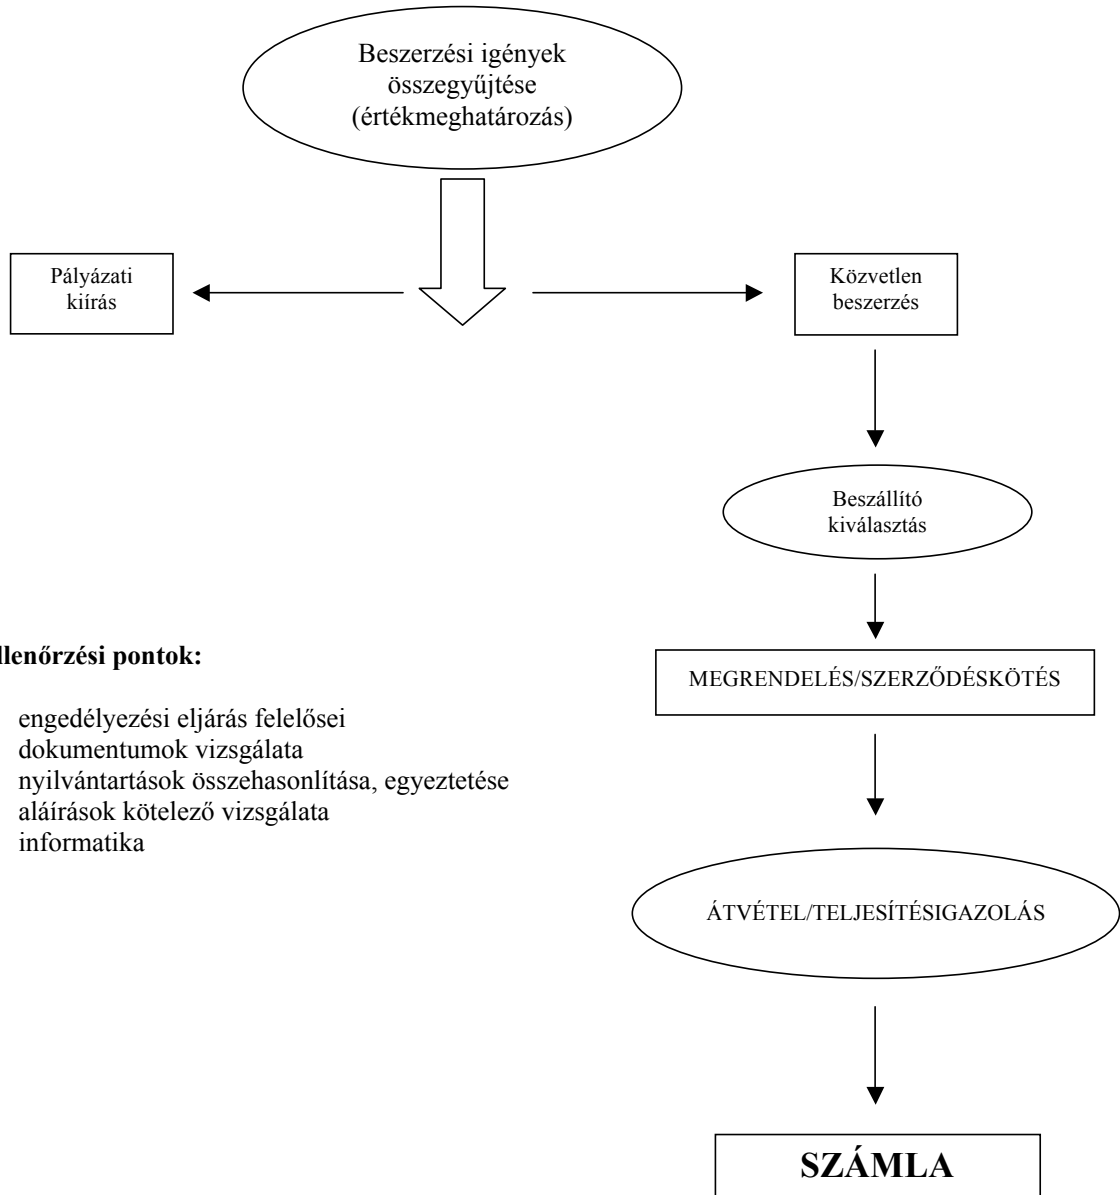 Beszerzési igények
összegyűjtése
(értékmeghatározás)
Pályázati
kiírás
Közvetlen
beszerzés
Beszállító
kiválasztás
llenőrzési pontok:
MEGRENDELÉS/SZERZŐDÉSKÖTÉS
engedélyezési eljárás felelősei
dokumentumok vizsgálata
nyilvántartások összehasonlítása, egyeztetése
aláírások kötelező vizsgálata
informatika
ÁTVÉTEL/TELJESÍTÉSIGAZOLÁS
SZÁMLA